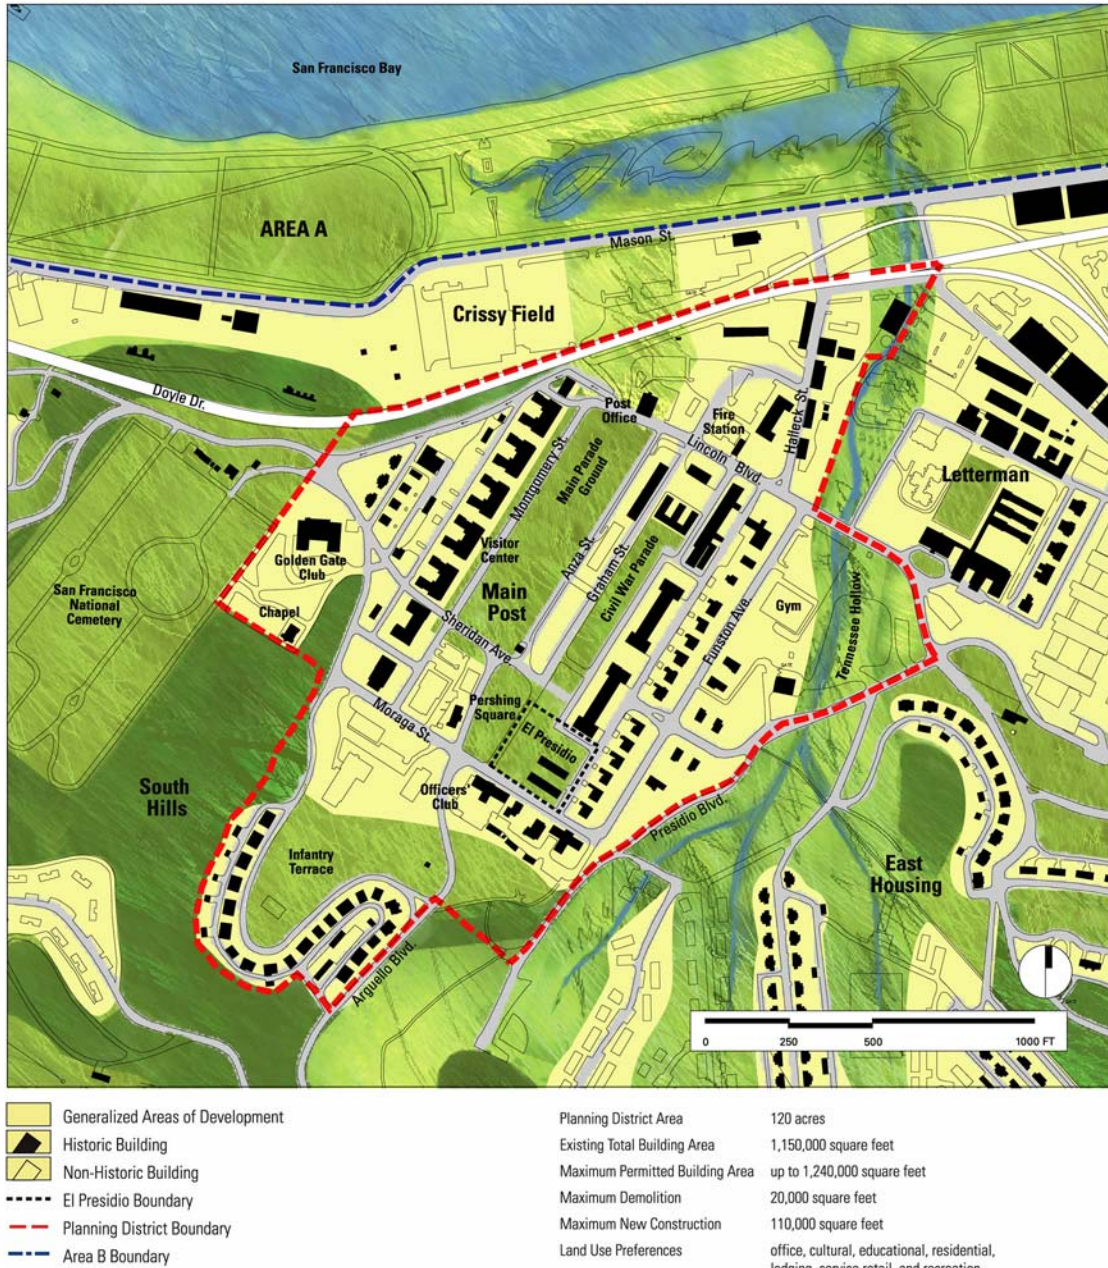 San Francisco Bay
AREA A
Mason St.
Crissy Field
Doyle Dr.
Post
Office
Fire
Station
Halleck St.
Lincoln Blvd.
Montgomery St.
Main Parade
Ground
Letterman
Visitor
Center
Anza St.
Graham St.
Civil War Parade
Golden Gate
Club
San Francisco
National
Cemetery
Chapel
Main
Post
Sheridan Ave.
Funston Ave.
Gym
Tennessee Hollow
Moraga St.
Pershing
Square
El Presidio
South
Hills
Officers'
Club
Presidio Blvd.
Infantry
Terrace
East
Housing
Arguello Blvd.
0 250 500 1000 FT
Generalized Areas of Development
Historic Building
Non-Historic Building
El Presidio Boundary
Planning District Boundary
Area B Boundary
Planning District Area 120 acres
Existing Total Building Area 1,150,000 square feet
Maximum Permitted Building Area up to 1,240,000 square feet
Maximum Demolition 20,000 square feet
Maximum New Construction 110,000 square feet
Land Use Preferences office, cultural, educational, residential,
lodging, service retail, and recreation